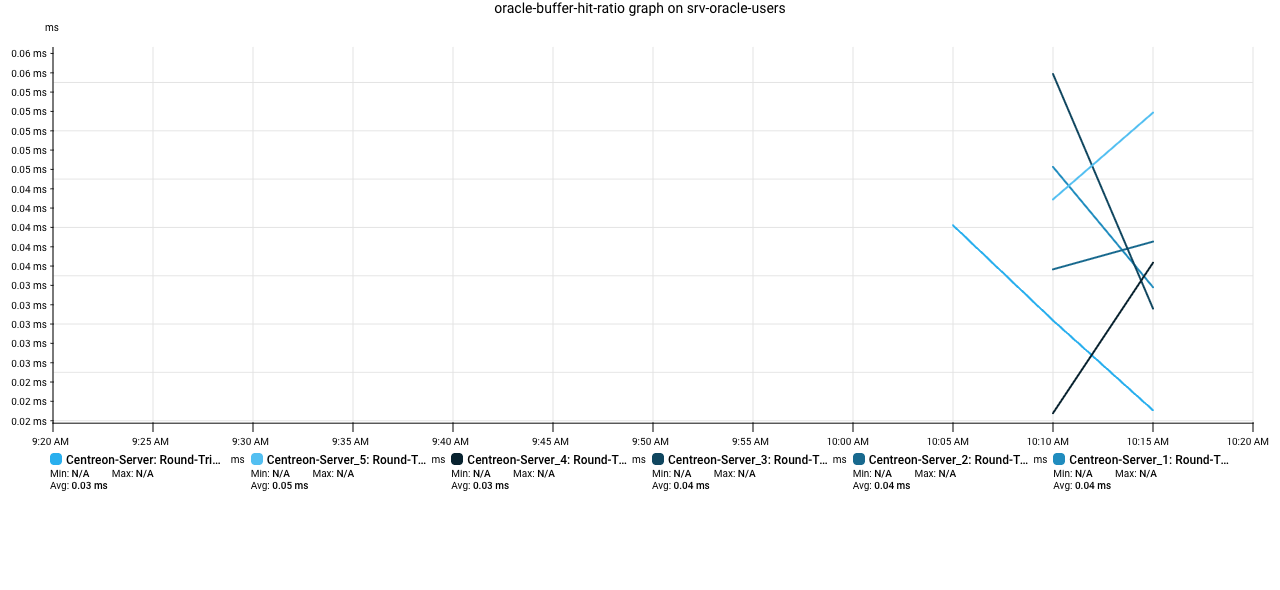 oracle-buffer-hit-ratio graph on srv-oracle-users
ms
0.06 ms
0.06 ms
0.05 ms
0.05 ms
0.05 ms
0.05 ms
0.05 ms
0.04 ms
0.04 ms
0.04 ms
0.04 ms
0.03 ms
0.03 ms
0.03 ms
0.03 ms
0.03 ms
0.02 ms
0.02 ms
0.02 ms
9:20 AM 9:25 AM 9:30 AM 9:35 AM 9:40 AM 9:45 AM 9:50 AM 9:55 AM 10:00 AM 10:05 AM 10:10 AM 10:15 AM 10:20 AM
Centreon-Server: Round-Tri... ms Centreon-Server_5: Round-T... ms Centreon-Server_4: Round-T... ms Centreon-Server_3: Round-T... ms Centreon-Server_2: Round-T... ms Centreon-Server_1: Round-T...
Min: N/A Max: N/A Min: N/A Max: N/A Min: N/A Max: N/A Min: N/A Max: N/A Min: N/A Max: N/A Min: N/A Max: N/A
Avg: 0.03 ms Avg: 0.05 ms Avg: 0.03 ms Avg: 0.04 ms Avg: 0.04 ms Avg: 0.04 ms